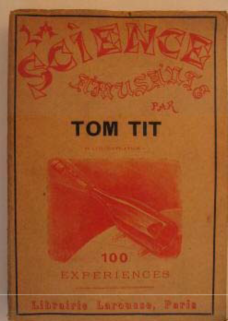 LA
SCIENCE
AMUSANTE
PAR
TOM TIT
100
EXPERIENCES
Librairie Larousse, Paris